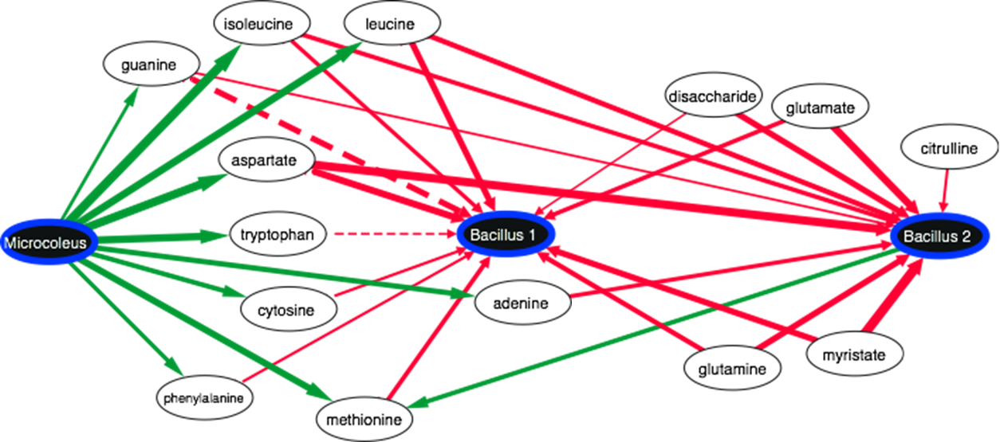 isoleucine
leucine
guanine
disaccharide
glutamate
citrulline
aspartate
tryptophan
Bacillus 1
Bacillus 2
Microcoleus
cytosine
adenine
myristate
glutamine
phenylalanine
methionine